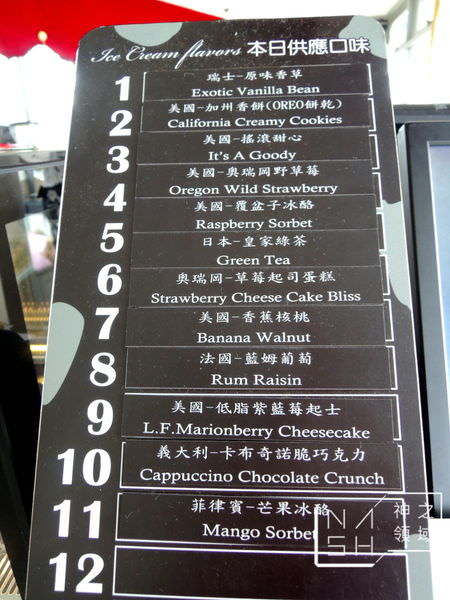 Ice Cream flavors 本日供應口味
1 瑞士-原味香草
Exotic Vanilla Bean
2 美國-加州香餅(OREO餅乾)
California Creamy Cookies
3 美國-搖滾甜心
It's A Goody
4 美國-奧瑞岡野草莓
Oregon Wild Strawberry
5 美國-覆盆子冰酪
Raspberry Sorbet
6 日本-皇家綠茶
Green Tea
7 奧瑞岡-草莓起司蛋糕
Strawberry Cheese Cake Bliss
8 美國-香蕉核桃
Banana Walnut
9 法國-藍姆葡萄
Rum Raisin
10 美國-低脂紫藍莓起士
L.F.Marionberry Cheesecake
11 義大利-卡布奇諾脆巧克力
Cappuccino Chocolate Crunch
12 菲律賓-芒果冰酪
Mango Sorbet
NASH 神之領域